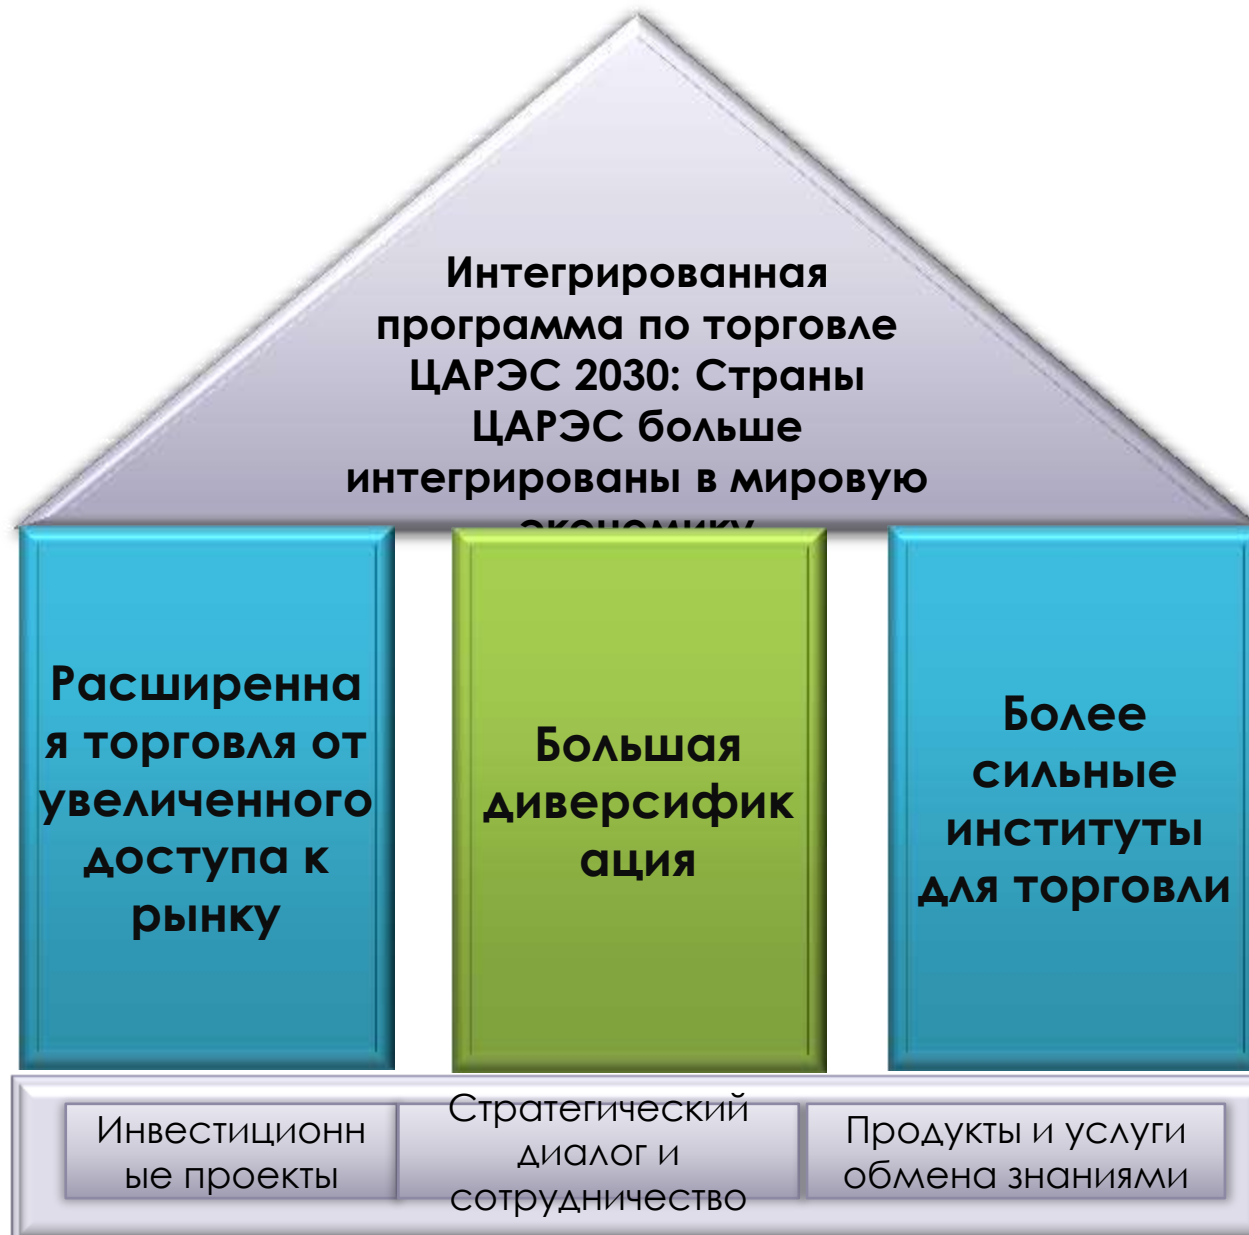 Интегрированная
программа по торговле
ЦАРЭС 2030: Страны
ЦАРЭС больше
интегрированы в мировую
экономику
Расширенна
я торговля от
увеличенного
доступа к
рынку
Большая
диверсифик
ация
Более
сильные
институты
для торговли
Инвестиционн
ые проекты
Стратегический
диалог и
сотрудничество
Продукты и услуги
обмена знаниями